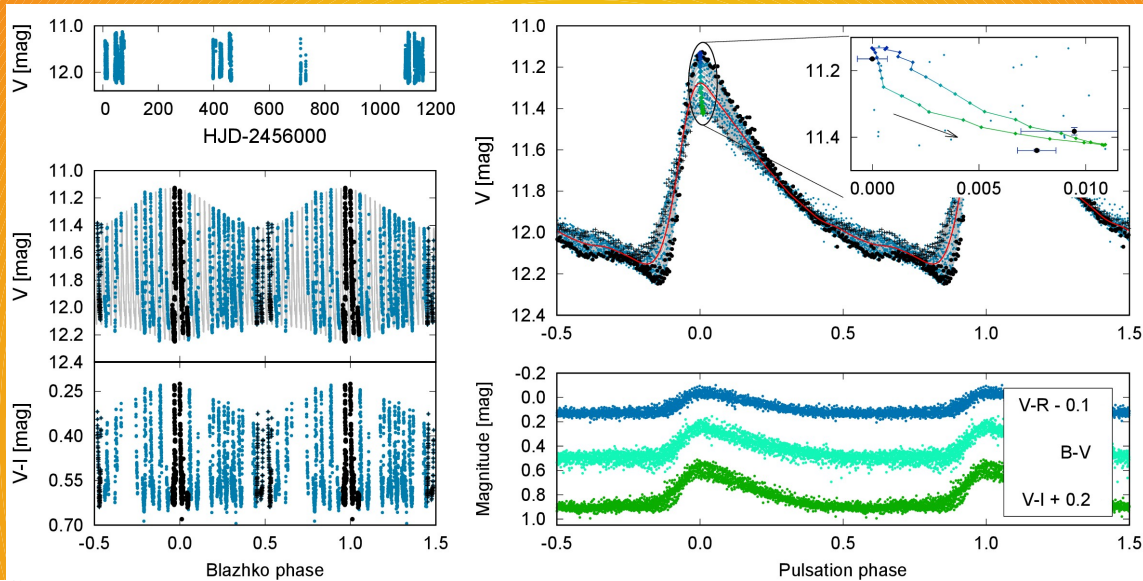 V [mag]
11.0
12.0
0 200 400 600 800 1000 1200
HJD-2456000
V [mag]
11.0
11.2
11.4
11.6
11.8
12.0
12.2
12.4
V-I [mag]
0.25
0.40
0.55
0.70
-0.5 0.0 0.5 1.0 1.5
Blazhko phase
V [mag]
11.0
11.2
11.4
11.6
11.8
12.0
12.2
12.4
-0.5 0.0 0.5 1.0 1.5
11.2
11.4
0.000 0.005 0.010
Magnitude [mag]
-0.2
0.0
0.2
0.4
0.6
0.8
1.0
V-R - 0.1
B-V
V-I + 0.2
-0.5 0.0 0.5 1.0 1.5
Pulsation phase